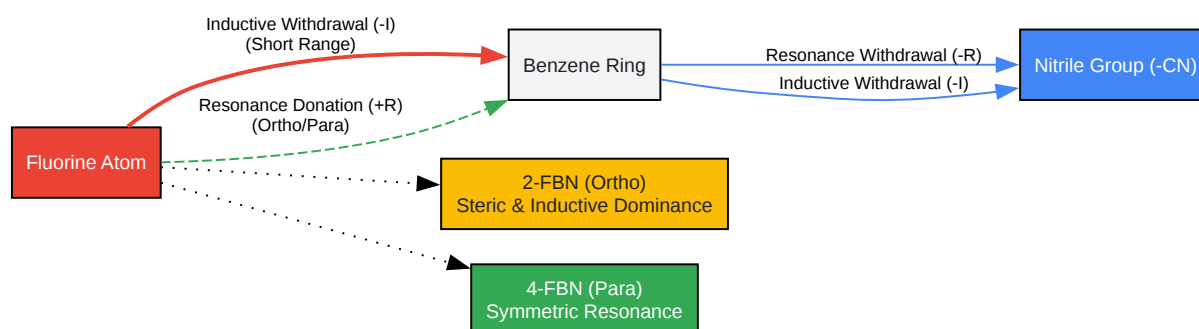 Inductive Withdrawal (-I)
(Short Range)
Benzene Ring
Resonance Withdrawal (-R)
Inductive Withdrawal (-I)
Nitrile Group (-CN)
Resonance Donation (+R)
(Ortho/Para)
Fluorine Atom
2-FBN (Ortho)
Steric & Inductive Dominance
4-FBN (Para)
Symmetric Resonance